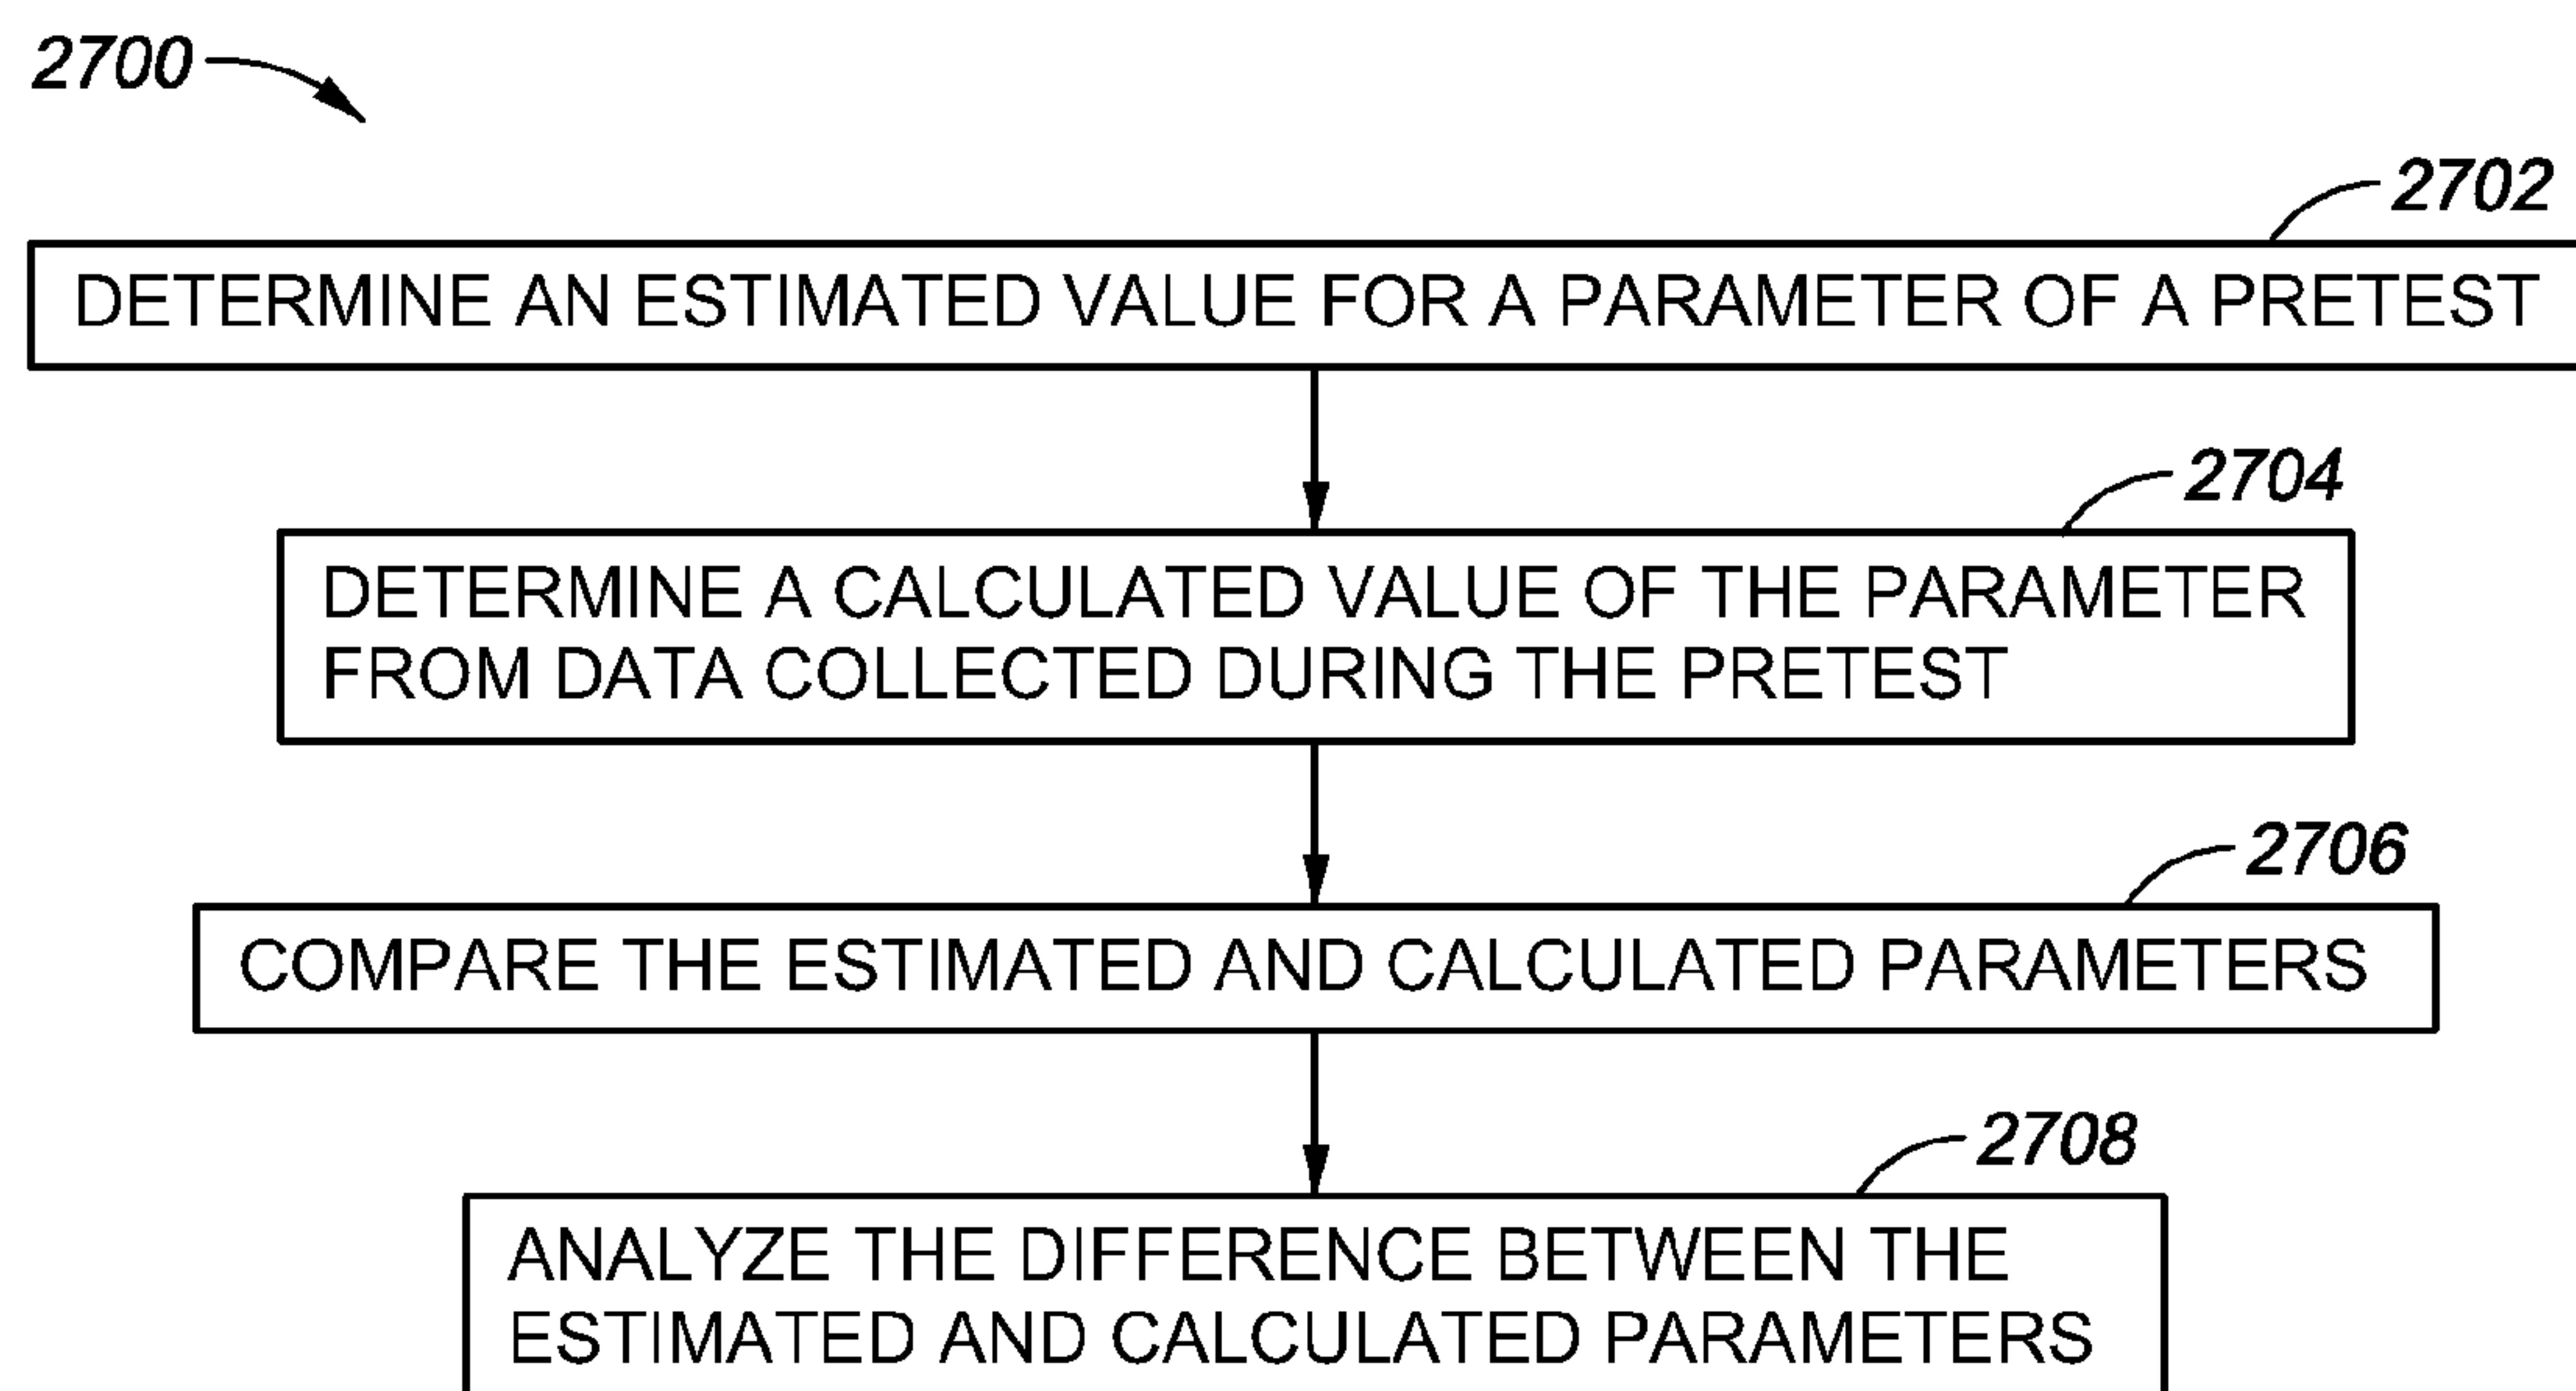 2700
2702
DETERMINE AN ESTIMATED VALUE FOR A PARAMETER OF A PRETEST
2704
DETERMINE A CALCULATED VALUE OF THE PARAMETER
FROM DATA COLLECTED DURING THE PRETEST
2706
COMPARE THE ESTIMATED AND CALCULATED PARAMETERS
2708
ANALYZE THE DIFFERENCE BETWEEN THE
ESTIMATED AND CALCULATED PARAMETERS